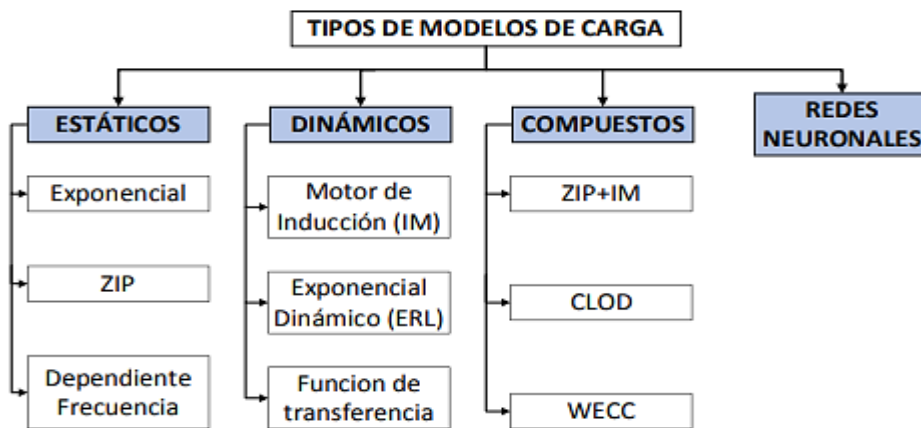 TIPOS DE MODELOS DE CARGA
ESTÁTICOS
Exponencial
ZIP
Dependiente
Frecuencia
DINÁMICOS
Motor de
Inducción (IM)
Exponencial
Dinámico (ERL)
Funcion de
transferencia
COMPUESTOS
ZIP+IM
CLOD
WECC
REDES
NEURONALES